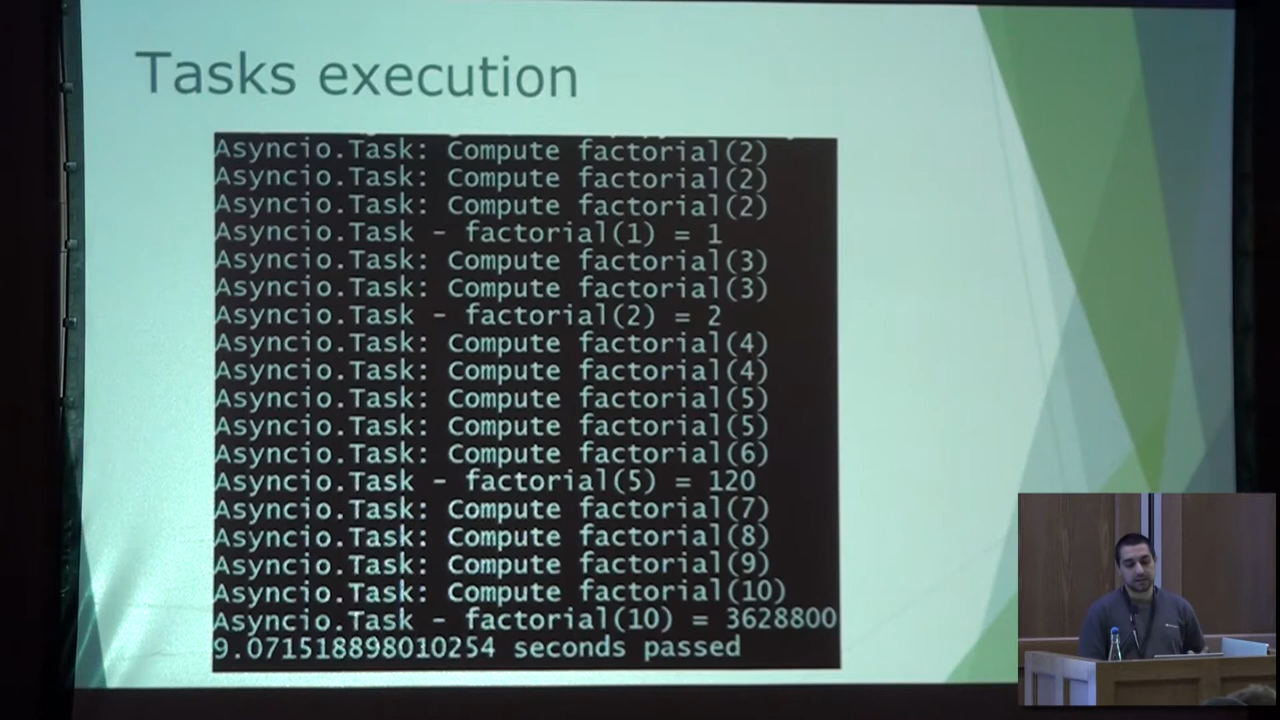 Tasks execution
Asyncio.Task: Compute factorial(2)
Asyncio.Task: Compute factorial(2)
Asyncio.Task: Compute factorial(2)
Asyncio.Task - factorial(1) = 1
Asyncio.Task: Compute factorial(3)
Asyncio.Task: Compute factorial(3)
Asyncio.Task - factorial(2) = 2
Asyncio.Task: Compute factorial(4)
Asyncio.Task: Compute factorial(4)
Asyncio.Task: Compute factorial(5)
Asyncio.Task: Compute factorial(5)
Asyncio.Task: Compute factorial(6)
Asyncio.Task - factorial(5) = 120
Asyncio.Task: Compute factorial(7)
Asyncio.Task: Compute factorial(8)
Asyncio.Task: Compute factorial(9)
Asyncio.Task: Compute factorial(10)
Asyncio.Task - factorial(10) = 3628800
9.071518898010254 seconds passed